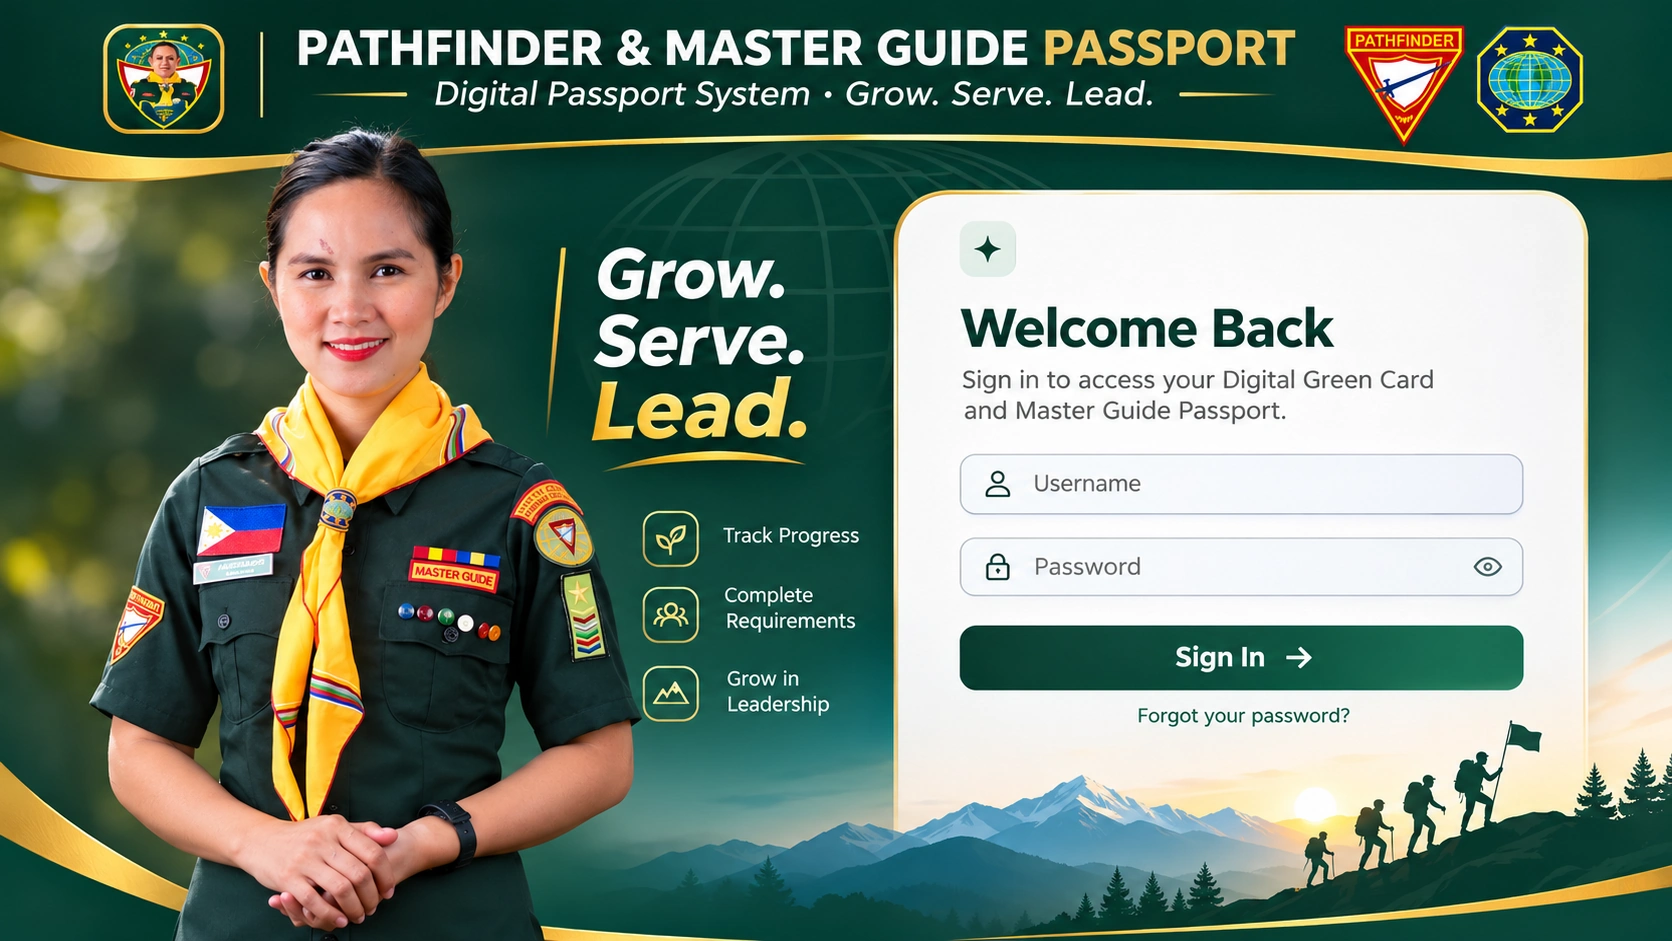 PATHFINDER & MASTER GUIDE PASSPORT
Digital Passport System • Grow. Serve. Lead.
PATHFINDER
Grow.
Serve.
Lead.
Track Progress
Complete
Requirements
Grow in
Leadership
MASTER GUIDE
Welcome Back
Sign in to access your Digital Green Card
and Master Guide Passport.
Username
Password
Sign In →
Forgot your password?